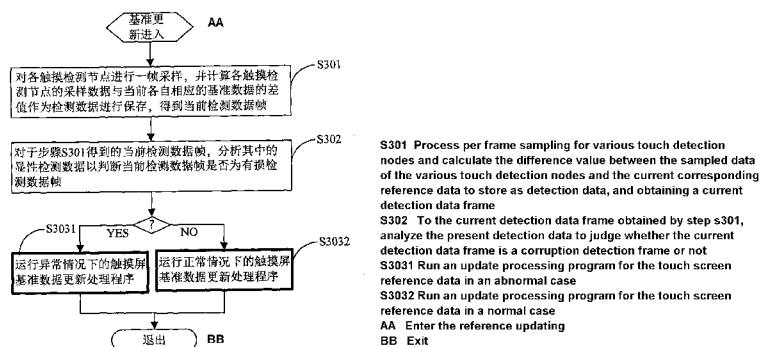 基准更
新进入
AA
S301
对各触摸检测节点进行一帧采样，并计算各触摸检
测节点的采样数据与当前各自相应的基准数据的差
值作为检测数据进行保存，得到当前检测数据帧
S302
对于步骤S301得到的当前检测数据帧，分析其中的
显性检测数据以判断当前检测数据帧是否为有损检
测数据帧
?
YES
NO
S3031
S3032
运行异常情况下的触摸屏
基准数据更新处理程序
运行正常情况下的触摸屏
基准数据更新处理程序
退出
BB
S301 Process per frame sampling for various touch detection
nodes and calculate the difference value between the sampled data
of the various touch detection nodes and the current corresponding
reference data to store as detection data, and obtaining a current
detection data frame
S302 To the current detection data frame obtained by step s301,
analyze the present detection data to judge whether the current
detection data frame is a corruption detection frame or not
S3031 Run an update processing program for the touch screen
reference data in an abnormal case
S3032 Run an update processing program for the touch screen
reference data in a normal case
AA Enter the reference updating
BB Exit